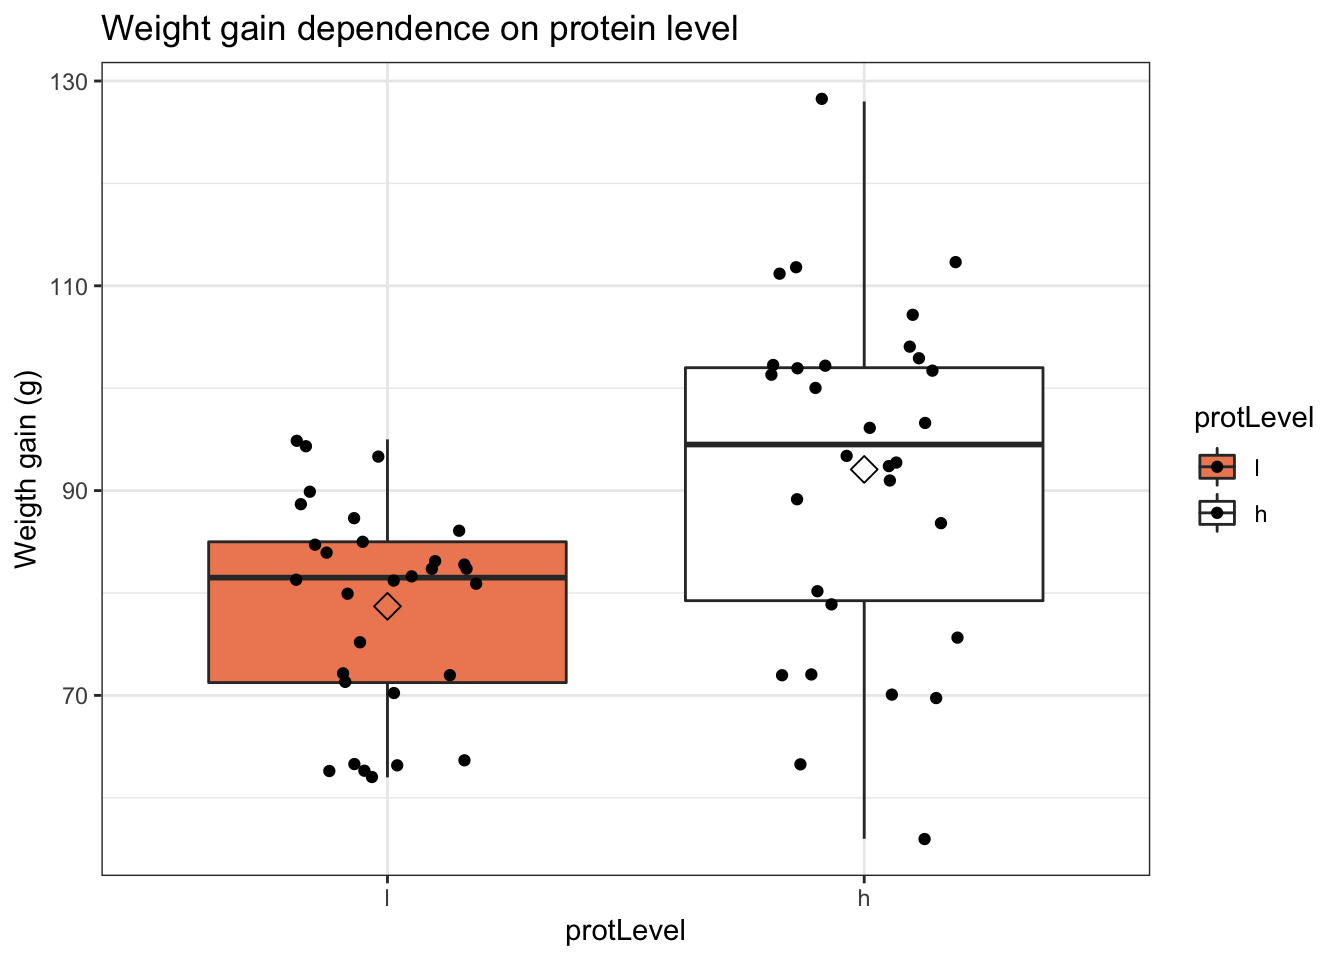 Weight gain dependence on protein level
130
110
90
70
Weigth gain (g)
l
h
protLevel
protLevel
l
h